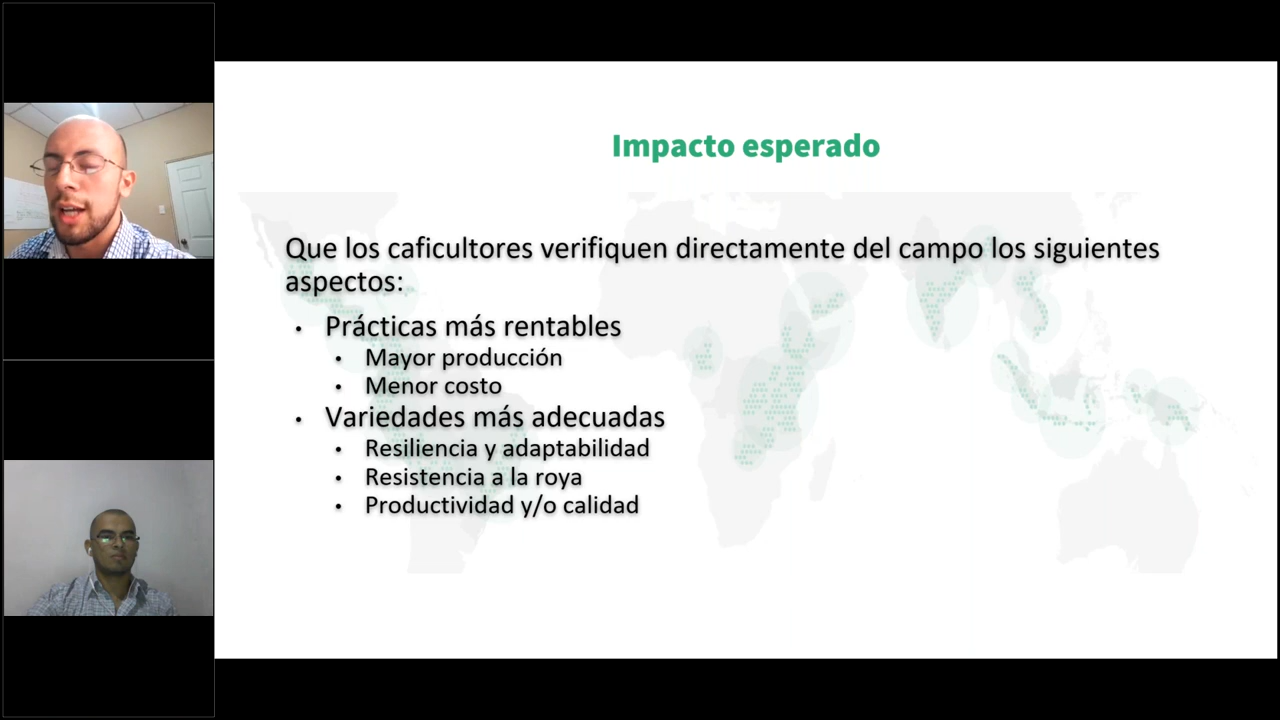 Impacto esperado
Que los caficultores verifiquen directamente del campo los siguientes
aspectos:
• Prácticas más rentables
• Mayor producción
• Menor costo
• Variedades más adecuadas
• Resiliencia y adaptabilidad
• Resistencia a la roya
• Productividad y/o calidad